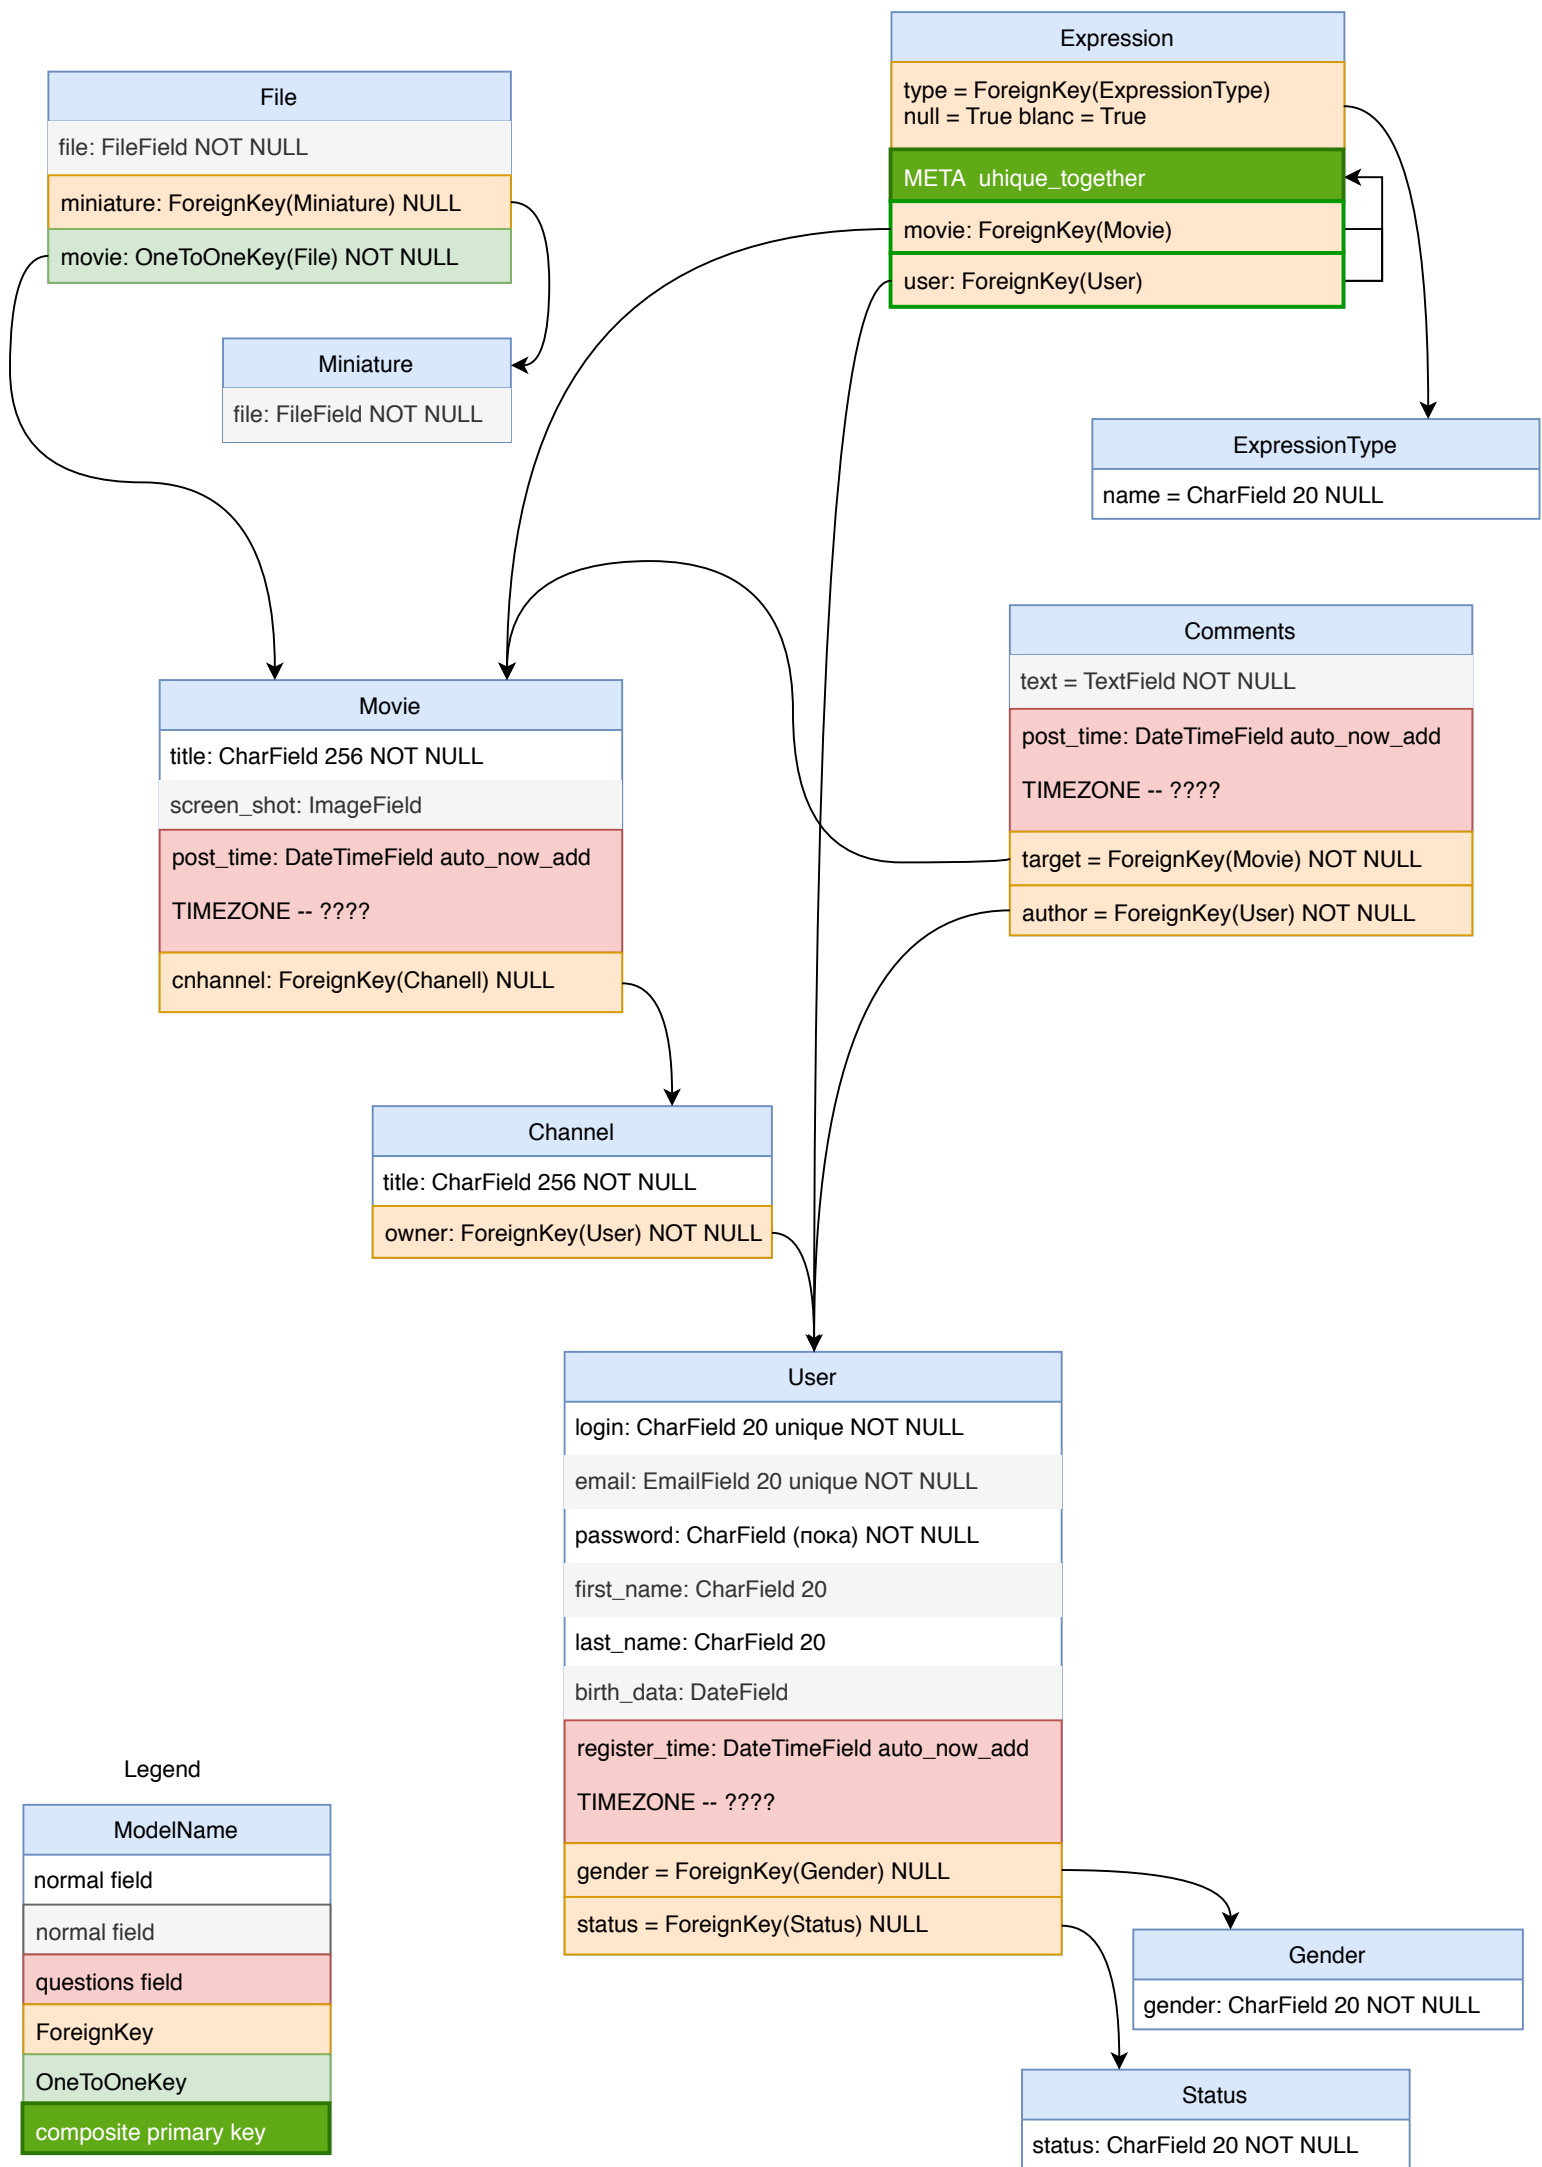 File
file: FileField NOT NULL
miniature: ForeignKey(Miniature) NULL
movie: OneToOneKey(File) NOT NULL
Miniature
file: FileField NOT NULL
Expression
type = ForeignKey(ExpressionType)
null = True blanc = True
META  uhique_together
movie: ForeignKey(Movie)
user: ForeignKey(User)
ExpressionType
name = CharField 20 NULL
Comments
text = TextField NOT NULL
post_time: DateTimeField auto_now_add
TIMEZONE -- ????
target = ForeignKey(Movie) NOT NULL
author = ForeignKey(User) NOT NULL
Movie
title: CharField 256 NOT NULL
screen_shot: ImageField
post_time: DateTimeField auto_now_add
TIMEZONE -- ????
cnhannel: ForeignKey(Chanell) NULL
Channel
title: CharField 256 NOT NULL
owner: ForeignKey(User) NOT NULL
User
login: CharField 20 unique NOT NULL
email: EmailField 20 unique NOT NULL
password: CharField (пока) NOT NULL
first_name: CharField 20
last_name: CharField 20
birth_data: DateField
register_time: DateTimeField auto_now_add
TIMEZONE -- ????
gender = ForeignKey(Gender) NULL
status = ForeignKey(Status) NULL
Gender
gender: CharField 20 NOT NULL
Status
status: CharField 20 NOT NULL
Legend
ModelName
normal field
normal field
questions field
ForeignKey
OneToOneKey
composite primary key